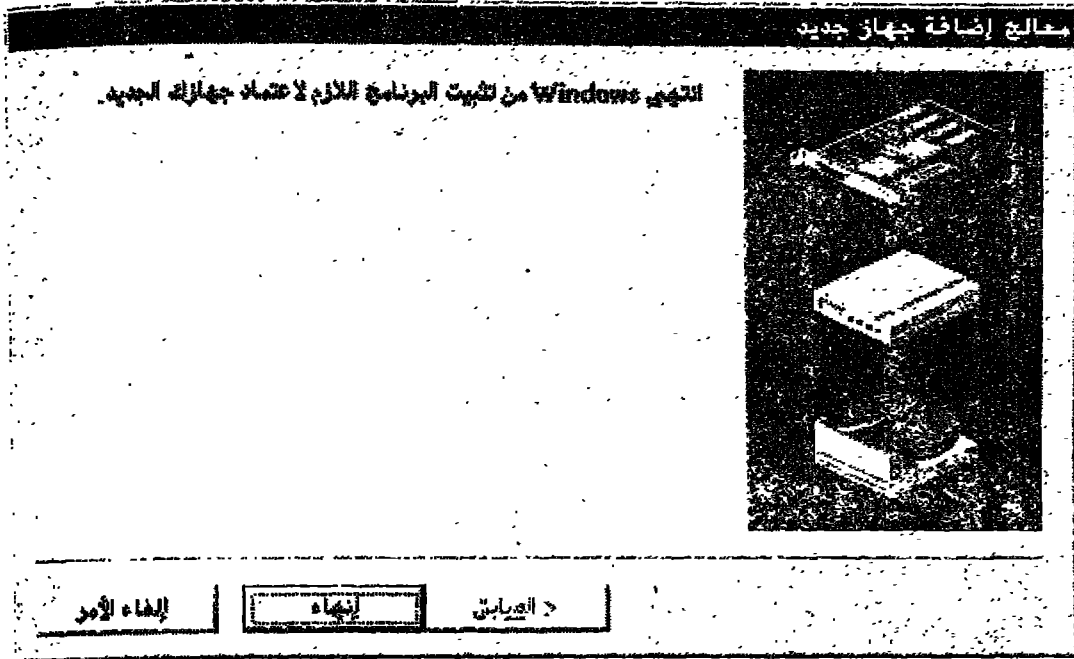 معالج إضافة جهاز جديد
انتهى Windows من تثبيت البرنامج اللازم لاعتماد جهازك الجديد.
< السابق
إنهاء
إلغاء الأمر